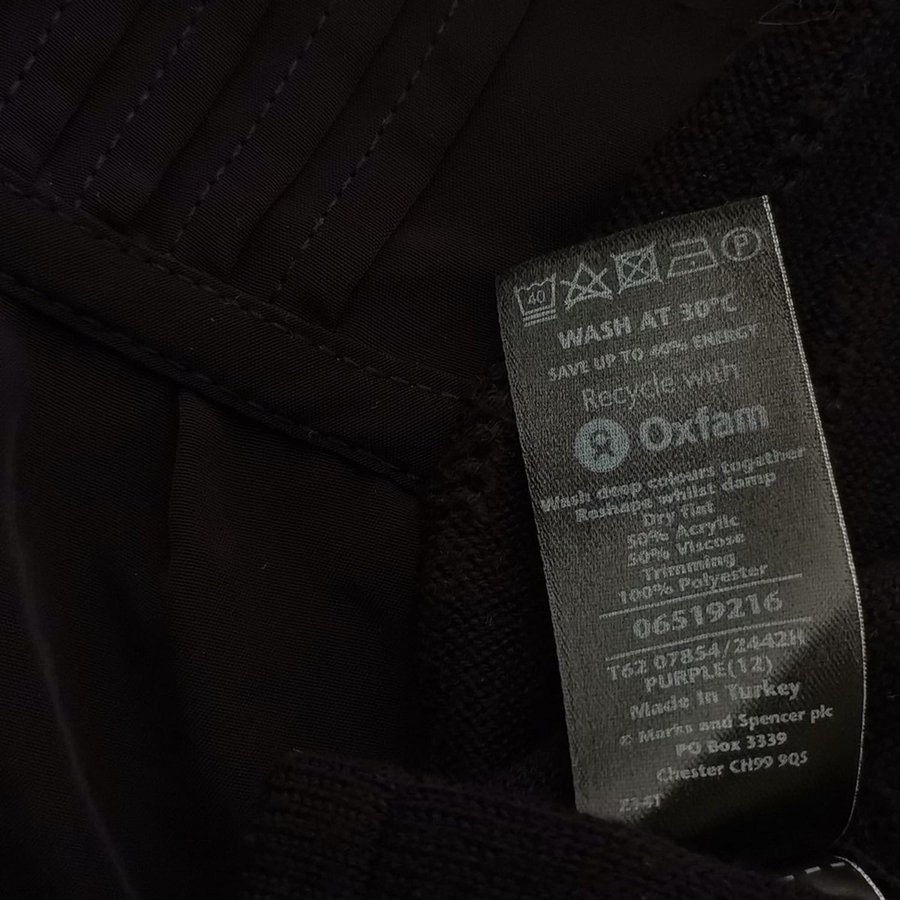 40 P
WASH AT 30°C
SAVE UP TO 40% ENERGY
Recycle with
Oxfam
Wash deep colours together
Reshape whilst damp
Dry flat
50% Acrylic
50% Viscose
Trimming
100% Polyester
06519216
T62 07854/2442H
PURPLE(12)
Made In Turkey
© Marks and Spencer plc
PO Box 3339
Chester CH99 9QS